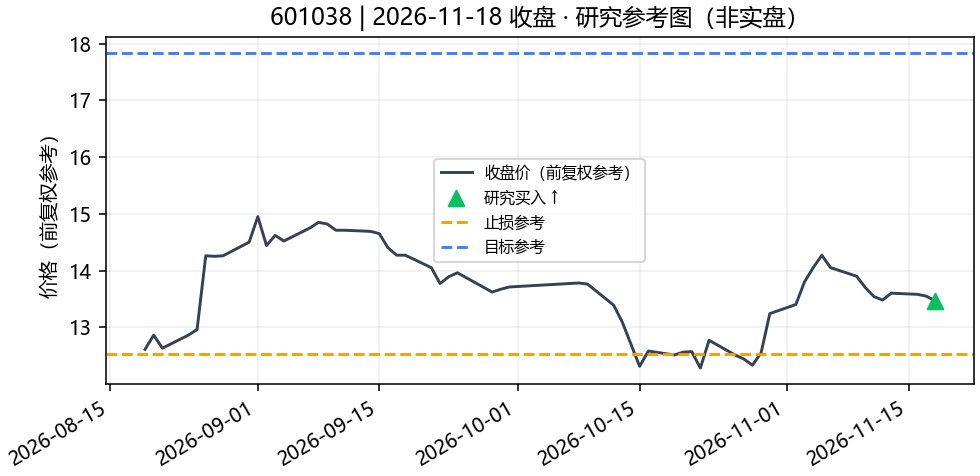 601038 | 2026-11-18 收盘 · 研究参考图（非实盘）
价格（前复权参考）
18
17
16
15
14
13
收盘价（前复权参考）
研究买入↑
止损参考
目标参考
2026-08-15
2026-09-01
2026-09-15
2026-10-01
2026-10-15
2026-11-01
2026-11-15